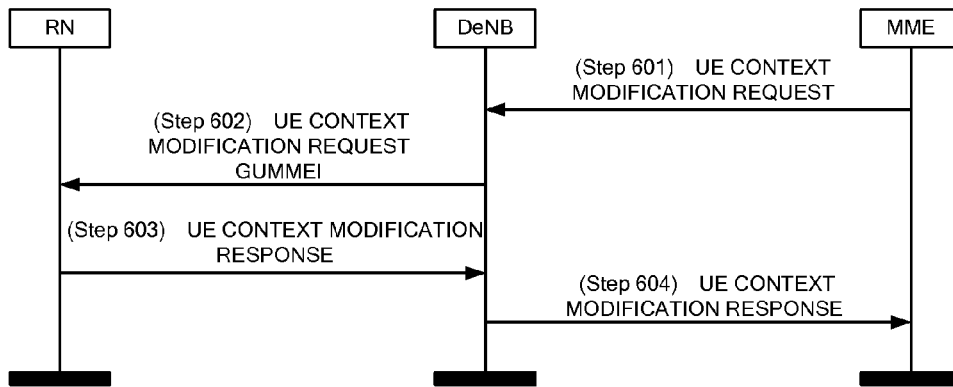 RN
DeNB
MME
(Step 601) UE CONTEXT
MODIFICATION REQUEST
(Step 602) UE CONTEXT
MODIFICATION REQUEST
GUMMEI
(Step 603) UE CONTEXT MODIFICATION
RESPONSE
(Step 604) UE CONTEXT
MODIFICATION RESPONSE